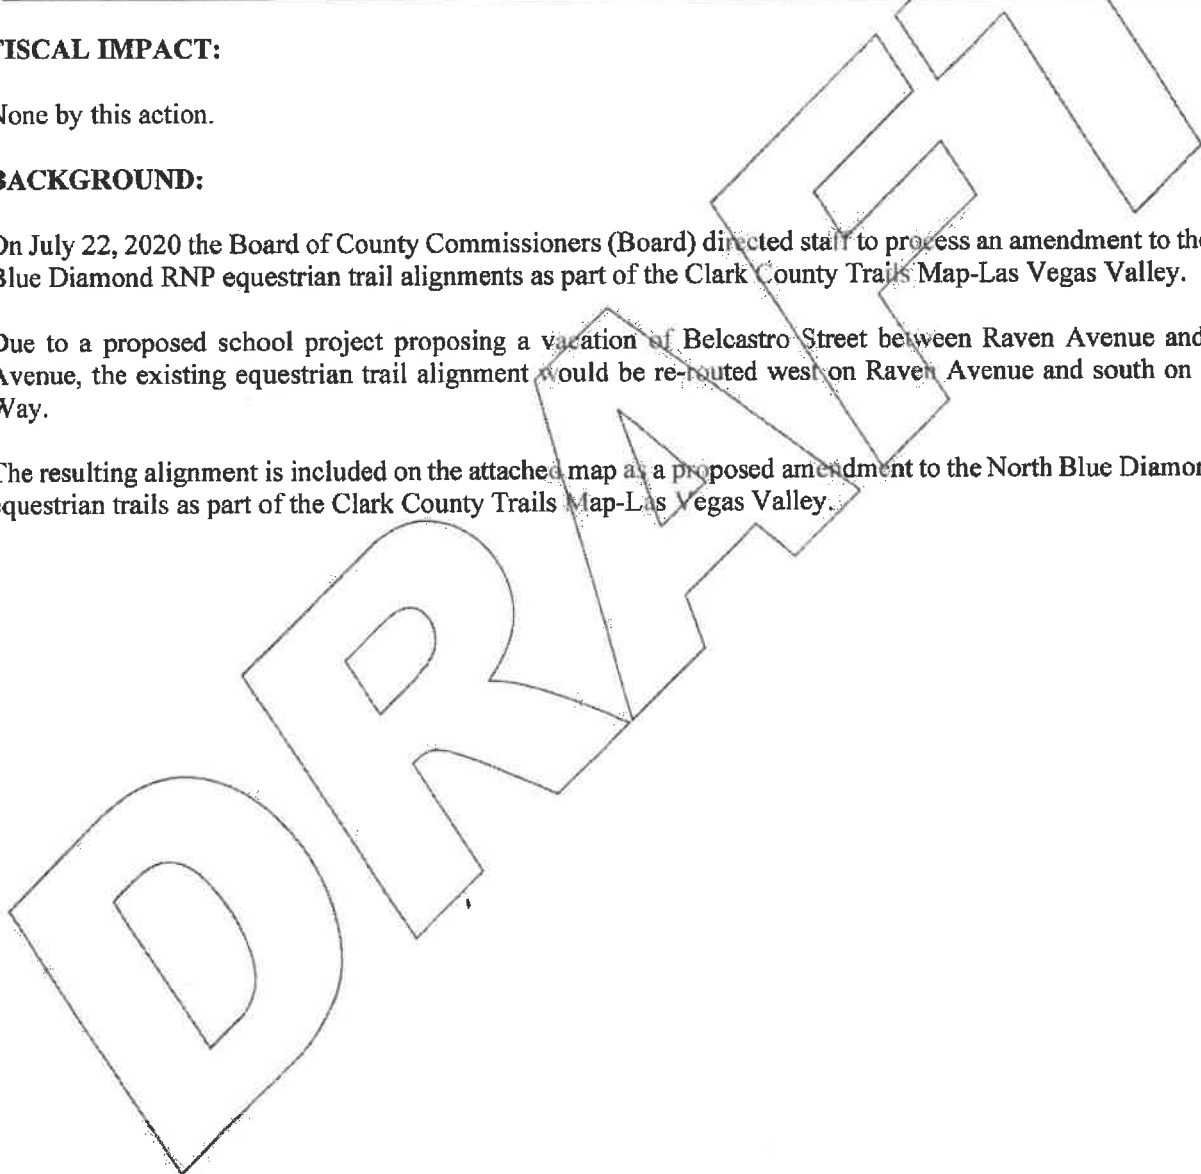 FISCAL IMPACT:
None by this action.
BACKGROUND:
On July 22, 2020 the Board of County Commissioners (Board) directed staff to process an amendment to the
Blue Diamond RNP equestrian trail alignments as part of the Clark County Trails Map-Las Vegas Valley.
Due to a proposed school project proposing a vacation of Belcastro Street between Raven Avenue and
Avenue, the existing equestrian trail alignment would be re-routed west on Raven Avenue and south on
Way.
The resulting alignment is included on the attached map as a proposed amendment to the North Blue Diamon
equestrian trails as part of the Clark County Trails Map-Las Vegas Valley.
DRAFT